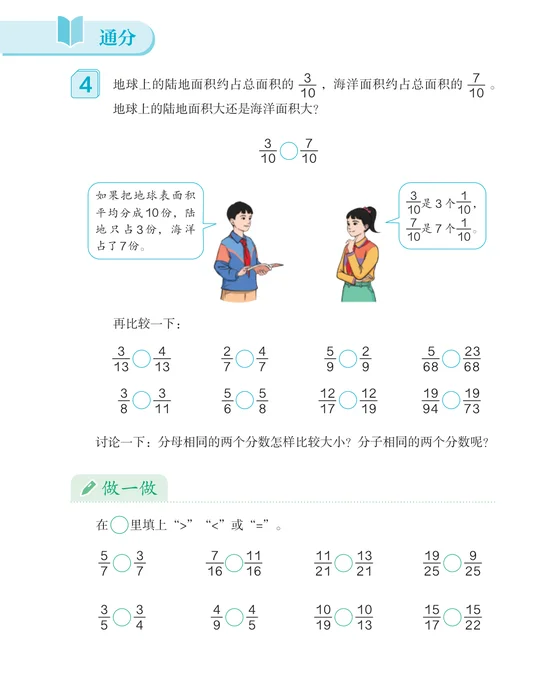 通分
4 地球上的陆地面积约占总面积的 3/10 ，海洋面积约占总面积的 7/10 。
地球上的陆地面积大还是海洋面积大？
3/10 ○ 7/10
如果把地球表面积
平均分成10份，陆
地只占3份，海洋
占了7份。
3/10 是 3 个 1/10，
7/10 是 7 个 1/10。
再比较一下：
3/13 ○ 4/13 2/7 ○ 4/7 5/9 ○ 2/9 5/68 ○ 23/68
3/8 ○ 3/11 5/6 ○ 5/8 12/17 ○ 12/19 19/94 ○ 19/73
讨论一下：分母相同的两个分数怎样比较大小？分子相同的两个分数呢？
做一做
在○里填上“>”“<”或“=”。
5/7 ○ 3/7 7/16 ○ 11/16 11/21 ○ 13/21 19/25 ○ 9/25
3/5 ○ 3/4 4/9 ○ 4/5 10/19 ○ 10/13 15/17 ○ 15/22